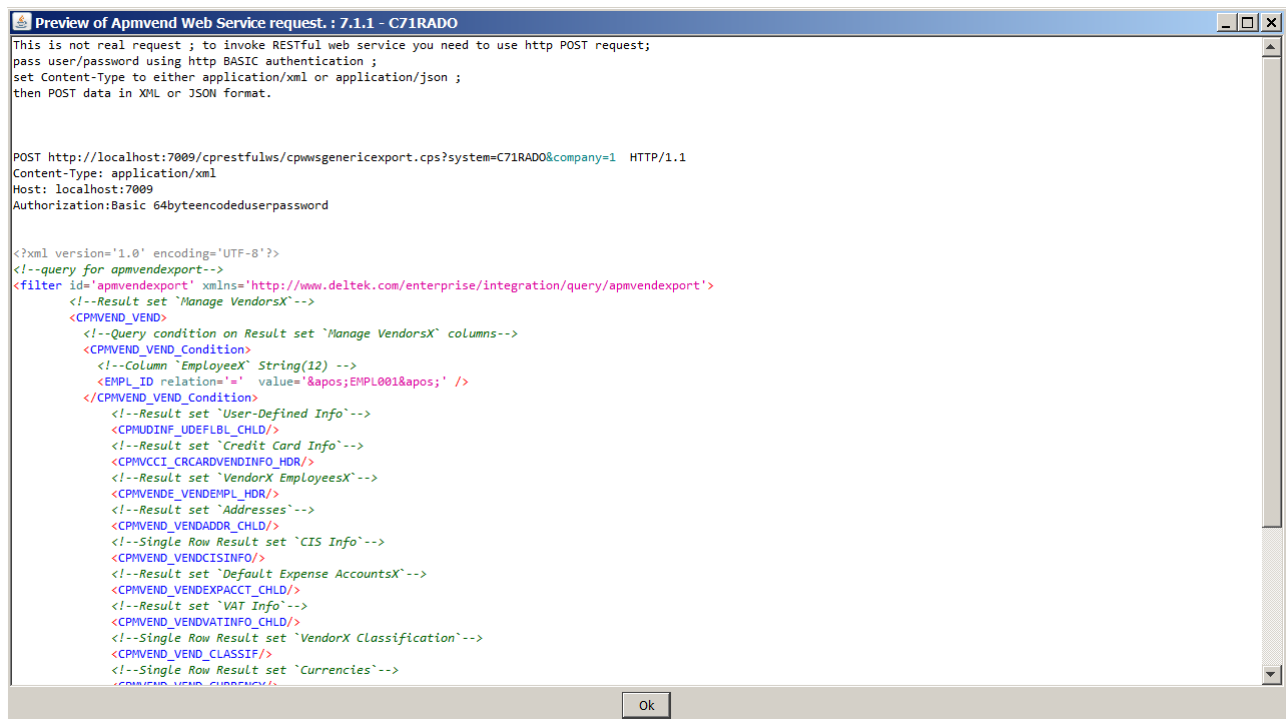 Preview of Apmvend Web Service request. : 7.1.1 - C71RADO
This is not real request ; to invoke RESTful web service you need to use http POST request;
pass user/password using http BASIC authentication ;
set Content-Type to either application/xml or application/json ;
then POST data in XML or JSON format.
POST http://localhost:7009/cprestfulws/cpwwsgenericexport.cps?system=C71RADO&company=1  HTTP/1.1
Content-Type: application/xml
Host: localhost:7009
Authorization:Basic 64byteencodeduserpassword
<?xml version='1.0' encoding='UTF-8'?>
<!--query for apmvendexport-->
<filter id='apmvendexport' xmlns='http://www.deltek.com/enterprise/integration/query/apmvendexport'>
<!--Result set `Manage VendorsX`-->
<CPMVEND_VEND>
<!--Query condition on Result set `Manage VendorsX` columns-->
<CPMVEND_VEND_Condition>
<!--Column `EmployeeX` String(12) -->
<EMPL_ID relation='='  value='&apos;EMPL001&apos;' />
</CPMVEND_VEND_Condition>
<!--Result set `User-Defined Info`-->
<CPMUDINF_UDEFLBL_CHLD/>
<!--Result set `Credit Card Info`-->
<CPMVCCI_CRCARDVENDINFO_HDR/>
<!--Result set `VendorX EmployeesX`-->
<CPMVENDE_VENDEMPL_HDR/>
<!--Result set `Addresses`-->
<CPMVEND_VENDADDR_CHLD/>
<!--Single Row Result set `CIS Info`-->
<CPMVEND_VENDCISINFO/>
<!--Result set `Default Expense AccountsX`-->
<CPMVEND_VENDEXPACCT_CHLD/>
<!--Result set `VAT Info`-->
<CPMVEND_VENDVATINFO_CHLD/>
<!--Single Row Result set `VendorX Classification`-->
<CPMVEND_VEND_CLASSIF/>
<!--Single Row Result set `Currencies`-->
<CPMVEND_VEND_CURRENCY/>
Ok